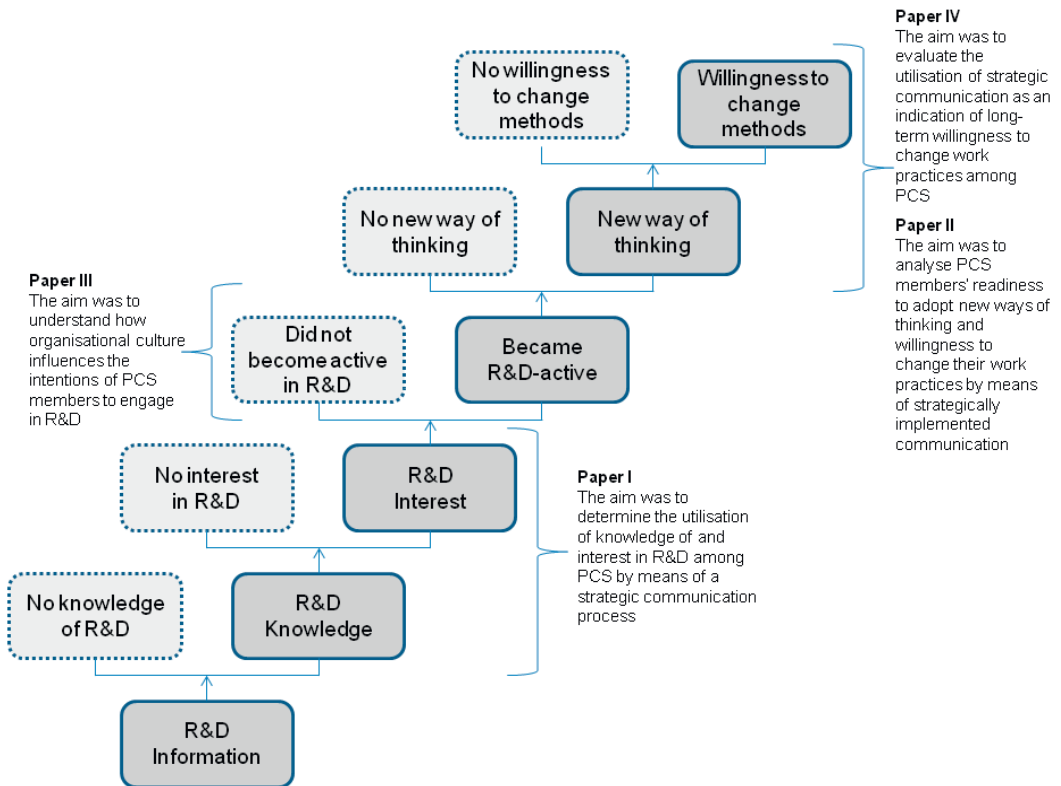 Paper IV
The aim was to
evaluate the
utilisation of strategic
communication as an
indication of long-
term willingness to
change work
practices among
PCS
Paper II
The aim was to
analyse PCS
members' readiness
to adopt new ways of
thinking and
willingness to
change their work
practices by means
of strategically
implemented
communication
No willingness
to change
methods
Willingness to
change
methods
No new way of
thinking
New way of
thinking
Paper III
The aim was to
understand how
organisational culture
influences the
intentions of PCS
members to engage
in R&D
Did not
become active
in R&D
Became
R&D-active
No interest
in R&D
R&D
Interest
Paper I
The aim was to
determine the utilisation
of knowledge of and
interest in R&D among
PCS by means of a
strategic communication
process
No knowledge
of R&D
R&D
Knowledge
R&D
Information